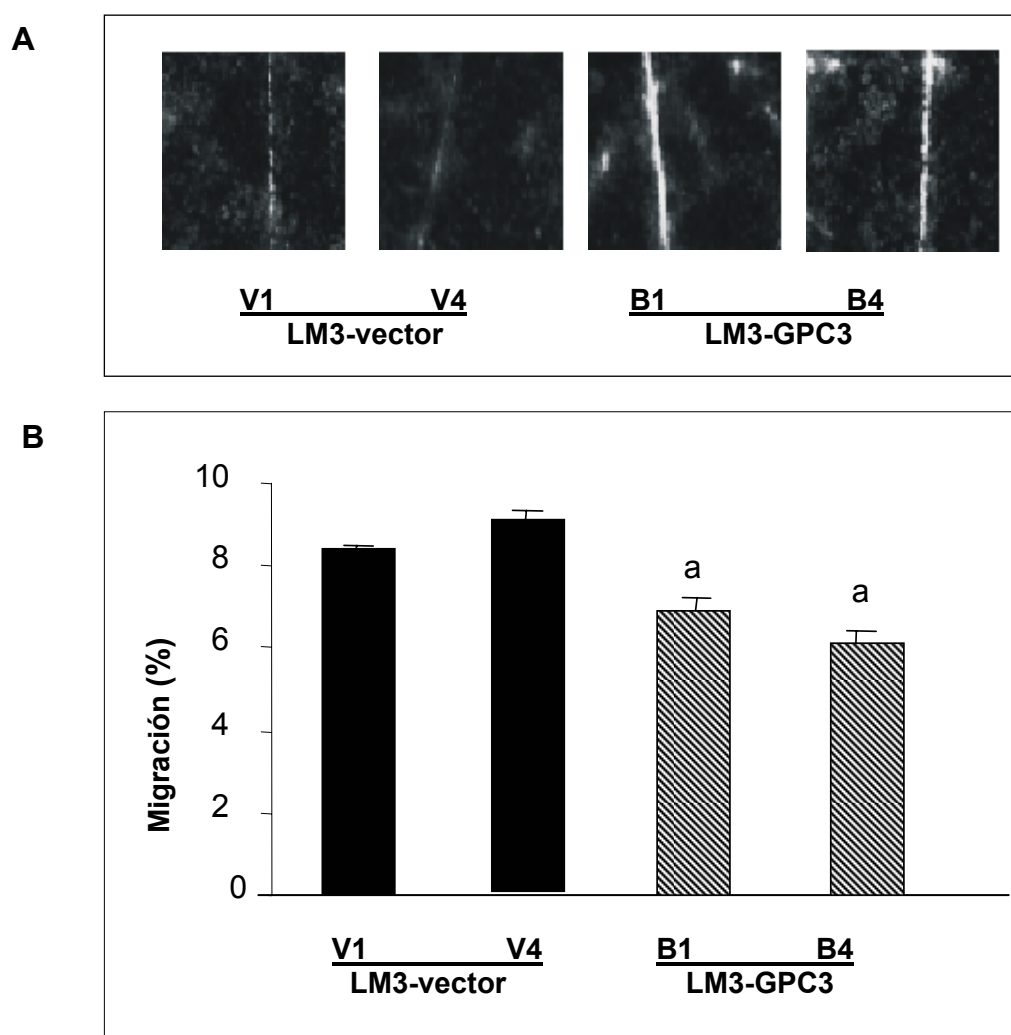 A
V1 V4 B1 B4
LM3-vector LM3-GPC3
B
10
8
6
4
2
0
Migración (%)
a a
V1 V4 B1 B4
LM3-vector LM3-GPC3